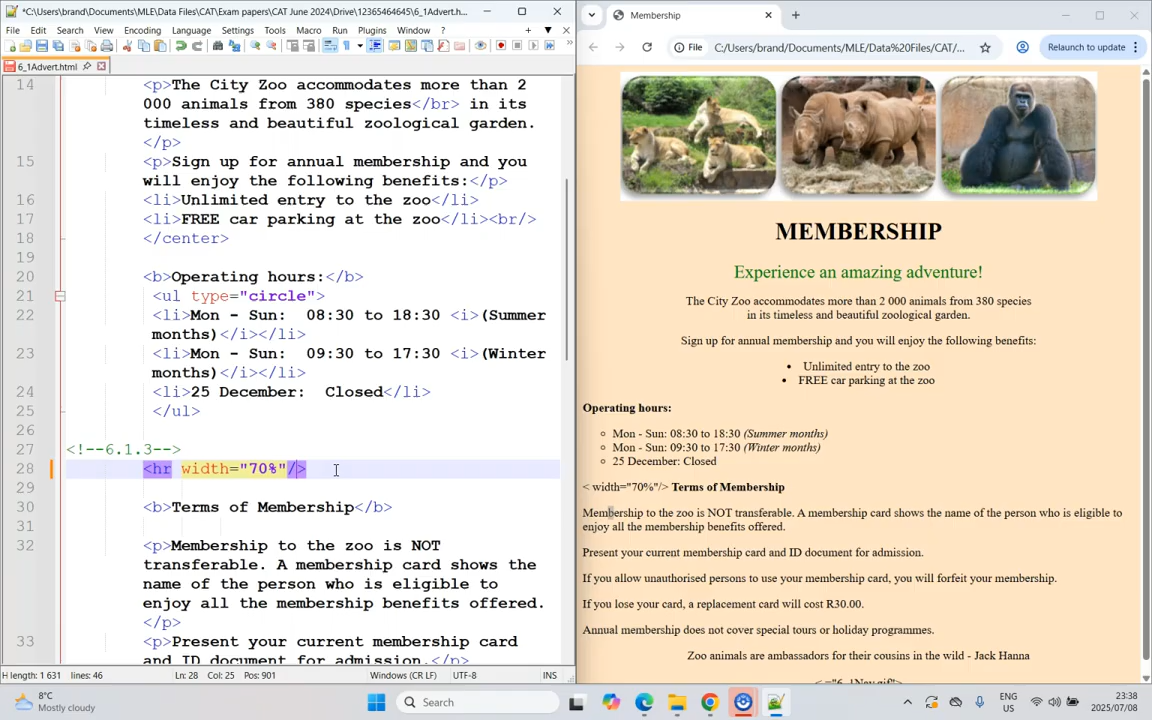 *C:\Users\brand\Documents\MLE\Data Files\CAT\Exam papers\CAT June 2024\Drive\12365464645\6_1Advert.h...
File Edit Search View Encoding Language Settings Tools Macro Run Plugins Window ?
6_1Advert.html
14 <p>The City Zoo accommodates more than 2
000 animals from 380 species</br> in its
timeless and beautiful zoological garden.
</p>
15 <p>Sign up for annual membership and you
will enjoy the following benefits:</p>
16 <li>Unlimited entry to the zoo</li>
17 <li>FREE car parking at the zoo</li><br/>
18 </center>
19
20 <b>Operating hours:</b>
21 <ul type="circle">
22 <li>Mon - Sun:  08:30 to 18:30 <i>(Summer
months)</i></li>
23 <li>Mon - Sun:  09:30 to 17:30 <i>(Winter
months)</i></li>
24 <li>25 December:  Closed</li>
25 </ul>
26
27 <!--6.1.3-->
28 <hr width="70%"/>
29
30 <b>Terms of Membership</b>
31
32 <p>Membership to the zoo is NOT
transferable. A membership card shows the
name of the person who is eligible to
enjoy all the membership benefits offered.
</p>
33 <p>Present your current membership card
and ID document for admission.</p>
H length: 1 631 lines: 46 Ln: 28 Col: 25 Pos: 901 Windows (CR LF) UTF-8 INS
Membership
File C:/Users/brand/Documents/MLE/Data%20Files/CAT/... Relaunch to update
MEMBERSHIP
Experience an amazing adventure!
The City Zoo accommodates more than 2 000 animals from 380 species
in its timeless and beautiful zoological garden.
Sign up for annual membership and you will enjoy the following benefits:
• Unlimited entry to the zoo
• FREE car parking at the zoo
Operating hours:
Mon - Sun: 08:30 to 18:30 (Summer months)
Mon - Sun: 09:30 to 17:30 (Winter months)
25 December: Closed
< width="70%"/> Terms of Membership
Membership to the zoo is NOT transferable. A membership card shows the name of the person who is eligible to
enjoy all the membership benefits offered.
Present your current membership card and ID document for admission.
If you allow unauthorised persons to use your membership card, you will forfeit your membership.
If you lose your card, a replacement card will cost R30.00.
Annual membership does not cover special tours or holiday programmes.
Zoo animals are ambassadors for their cousins in the wild - Jack Hanna
< ="6_1Nav.gif">
8°C
Mostly cloudy
Search
ENG
US
23:38
2025/07/08